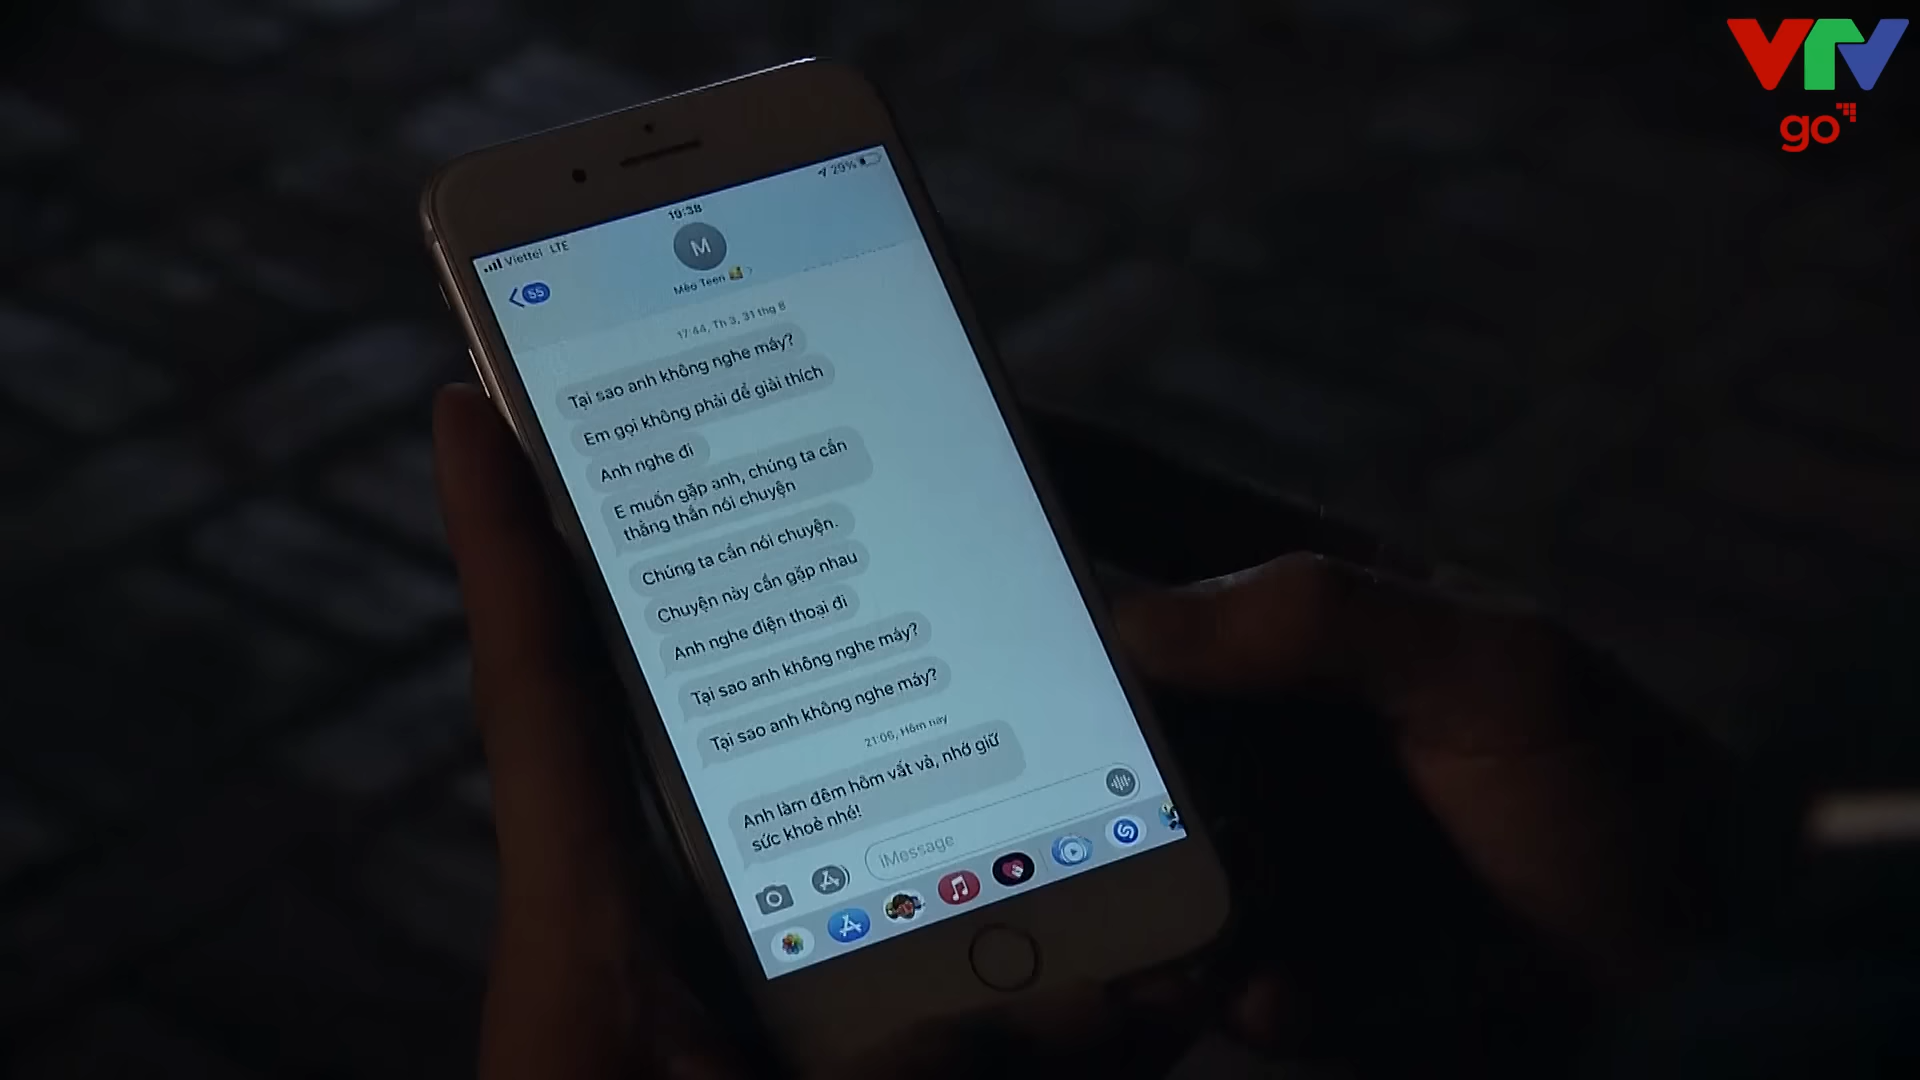 VTV
go
19:38
29%
Viettel LTE
M
55
Mèo Teen
17:44, Th 3, 31 thg 8
Tại sao anh không nghe máy?
Em gọi không phải để giải thích
Anh nghe đi
E muốn gặp anh, chúng ta cần
thẳng thắn nói chuyện
Chúng ta cần nói chuyện.
Chuyện này cần gặp nhau
Anh nghe điện thoại đi
Tại sao anh không nghe máy?
Tại sao anh không nghe máy?
21:06, Hôm nay
Anh làm đêm hôm vất vả, nhớ giữ
sức khoẻ nhé!
iMessage